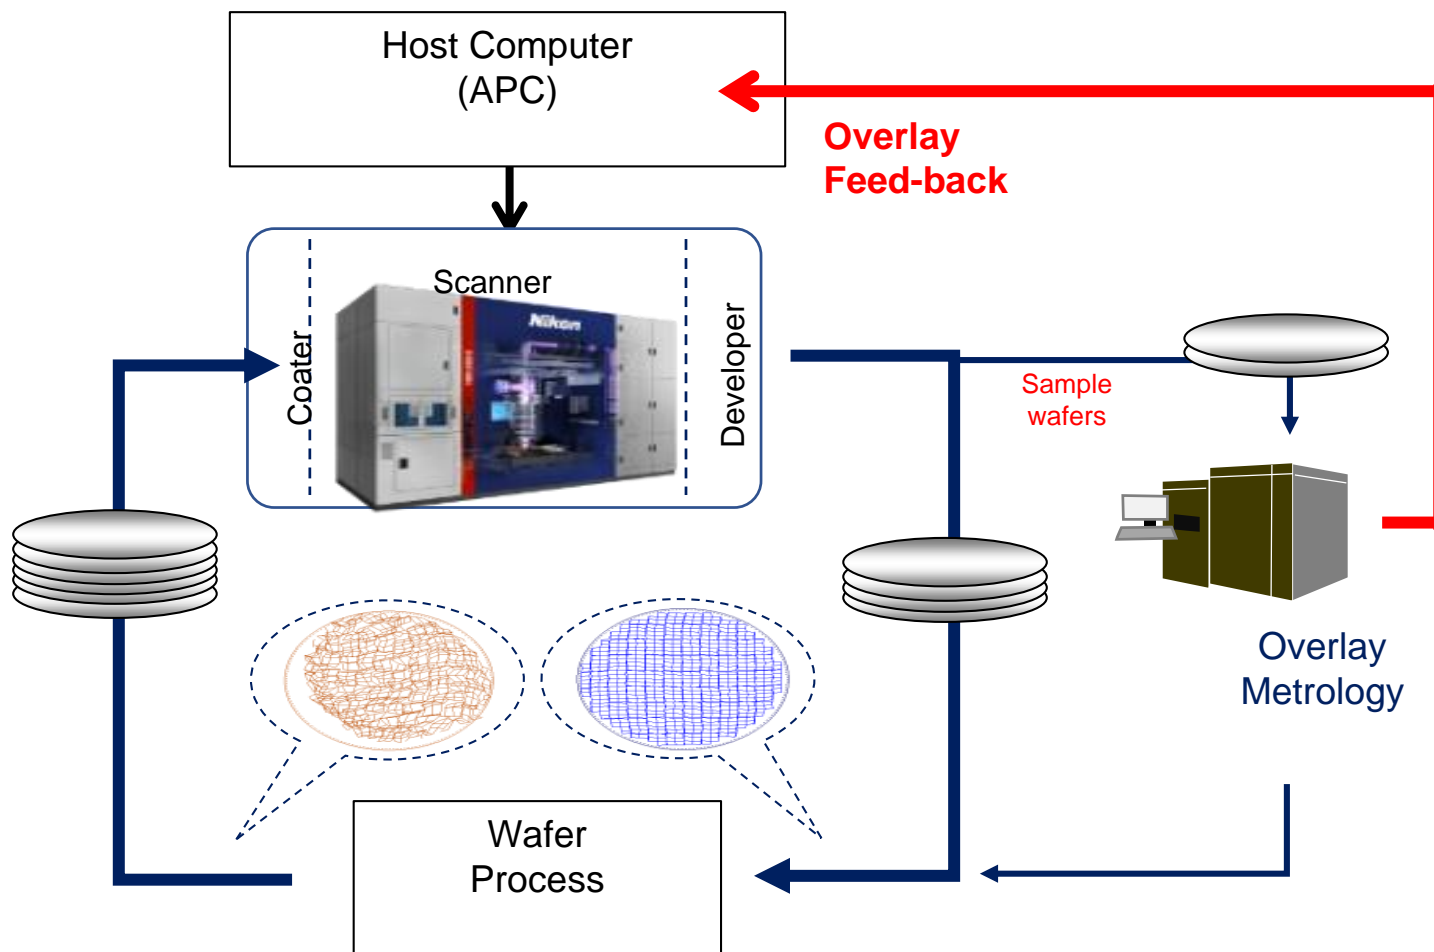 Host Computer
(APC)
Overlay
Feed-back
Scanner
Nikon
Coater
Developer
Sample
wafers
Overlay
Metrology
Wafer
Process